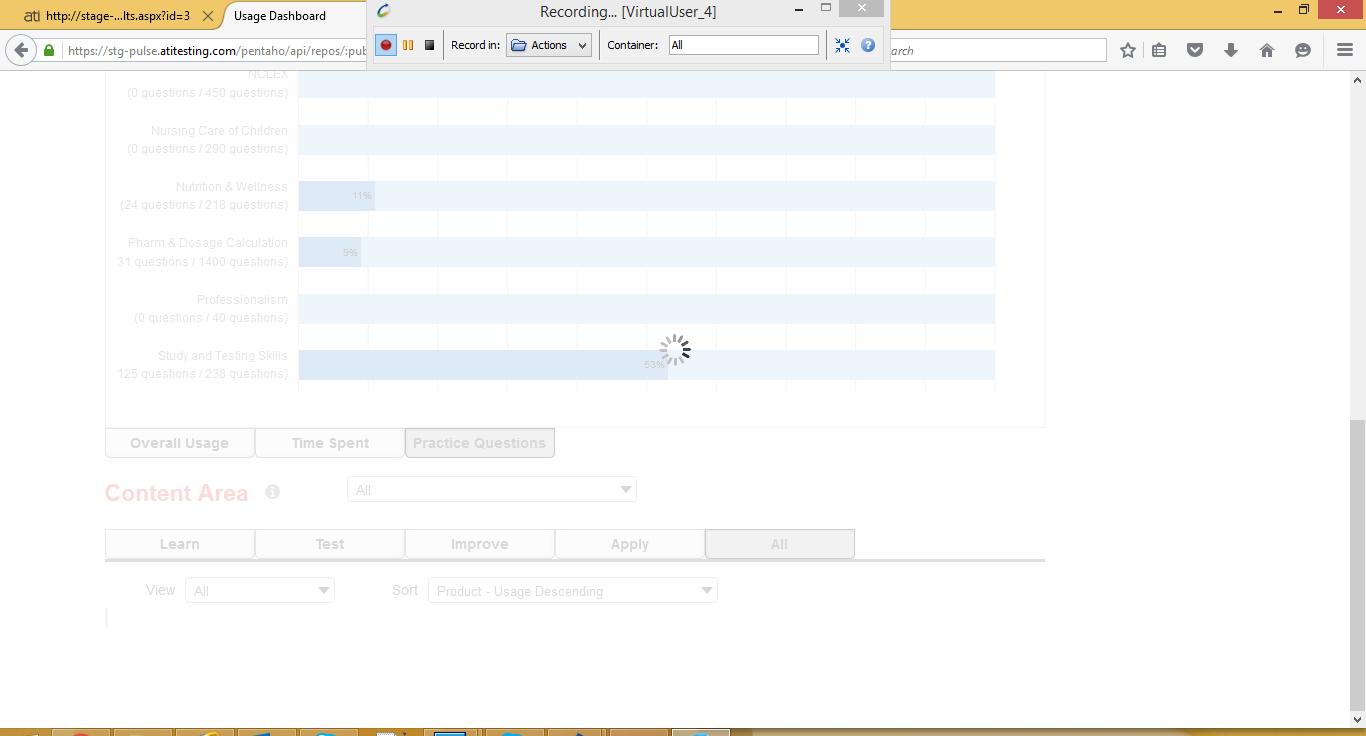 ati http://stage-...lts.aspx?id=3
Usage Dashboard
Recording... [VirtualUser_4]
Record in: Actions Container: All
https://stg-pulse.atitesting.com/pentaho/api/repos/:pub
arch
NCLEX
(0 questions / 450 questions)
Nursing Care of Children
(0 questions / 290 questions)
Nutrition & Wellness
(24 questions / 218 questions)
11%
Pharm & Dosage Calculation
31 questions / 1400 questions)
9%
Professionalism
(0 questions / 40 questions)
Study and Testing Skills
125 questions / 238 questions)
53%
Overall Usage Time Spent Practice Questions
Content Area All
Learn Test Improve Apply All
View All Sort Product - Usage Descending